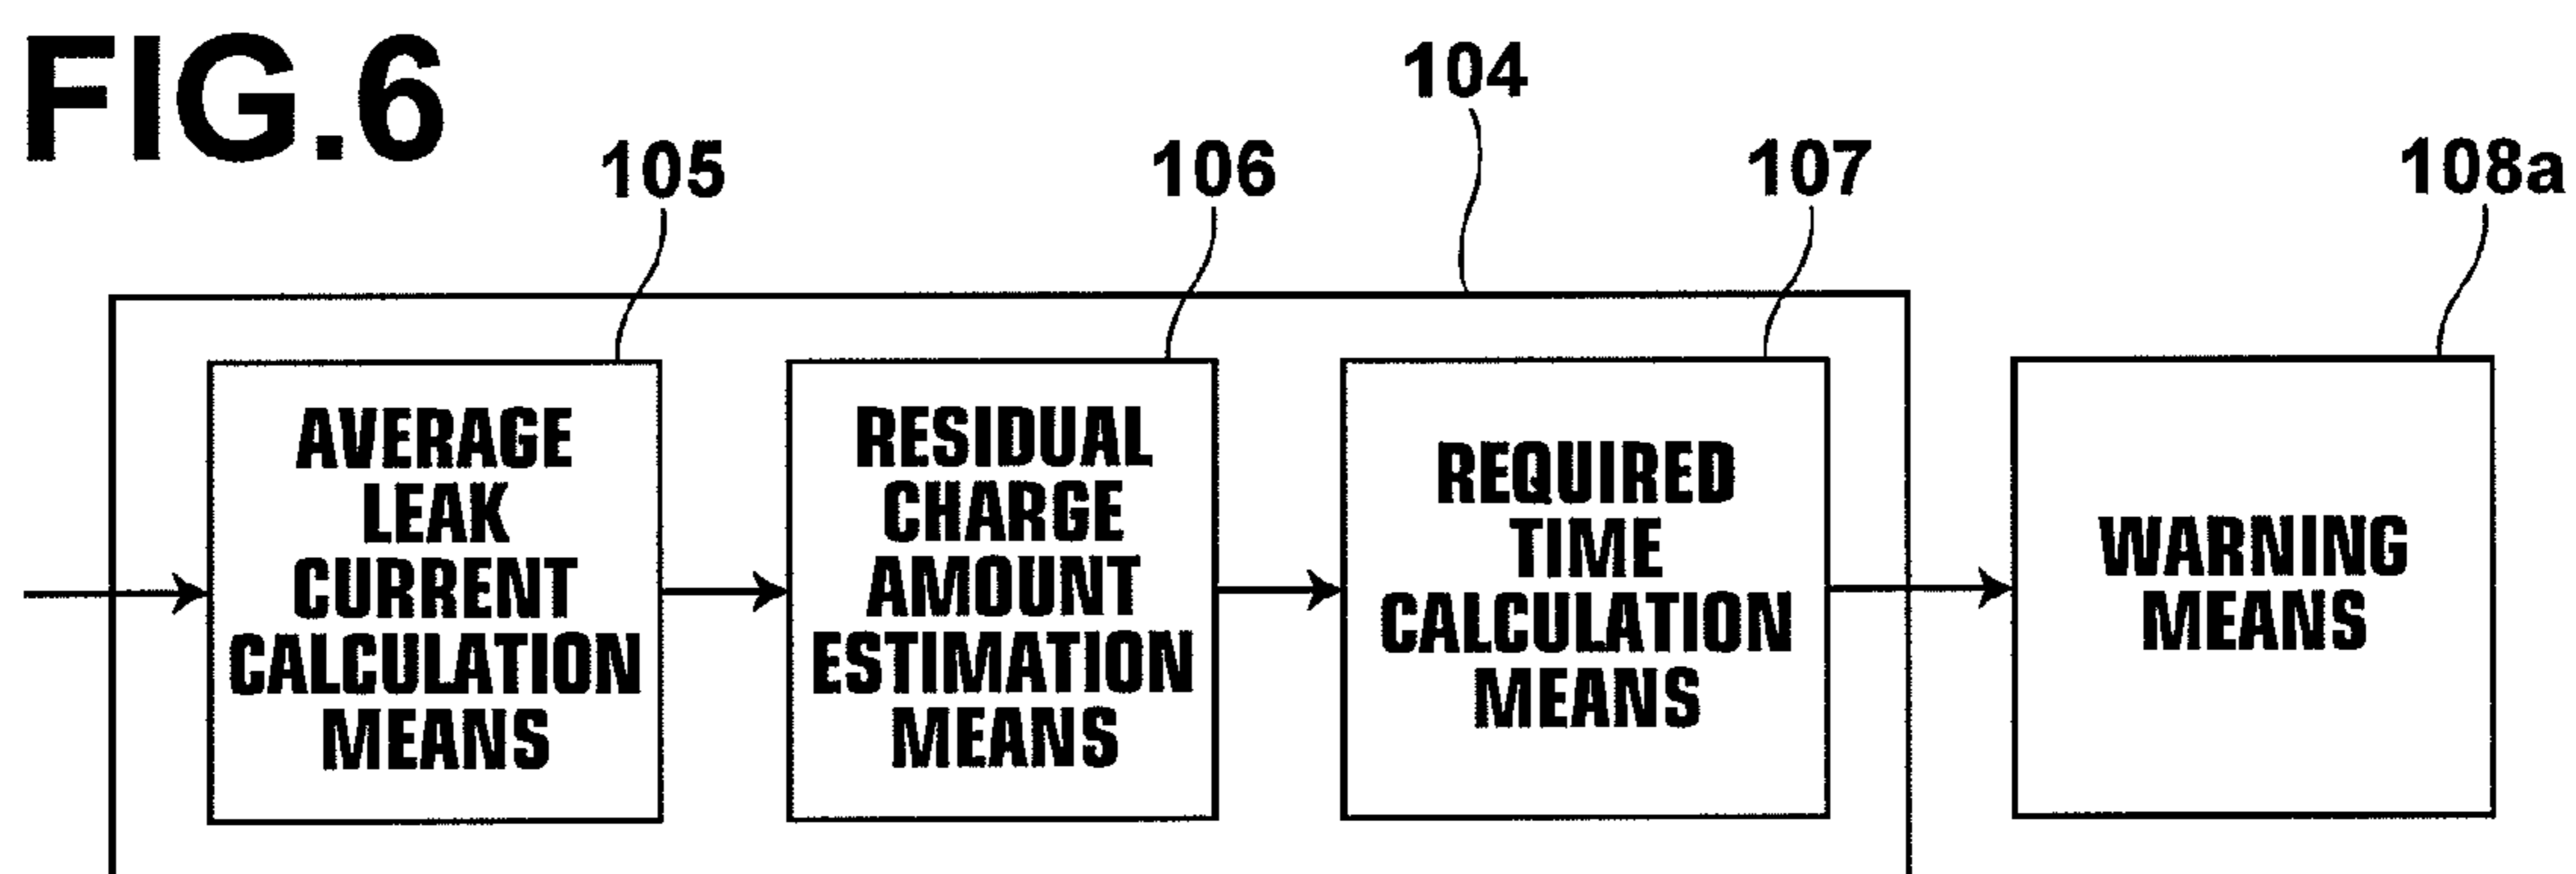 FIG.6
104
105
106
107
108a
AVERAGE
LEAK
CURRENT
CALCULATION
MEANS
RESIDUAL
CHARGE
AMOUNT
ESTIMATION
MEANS
REQUIRED
TIME
CALCULATION
MEANS
WARNING
MEANS